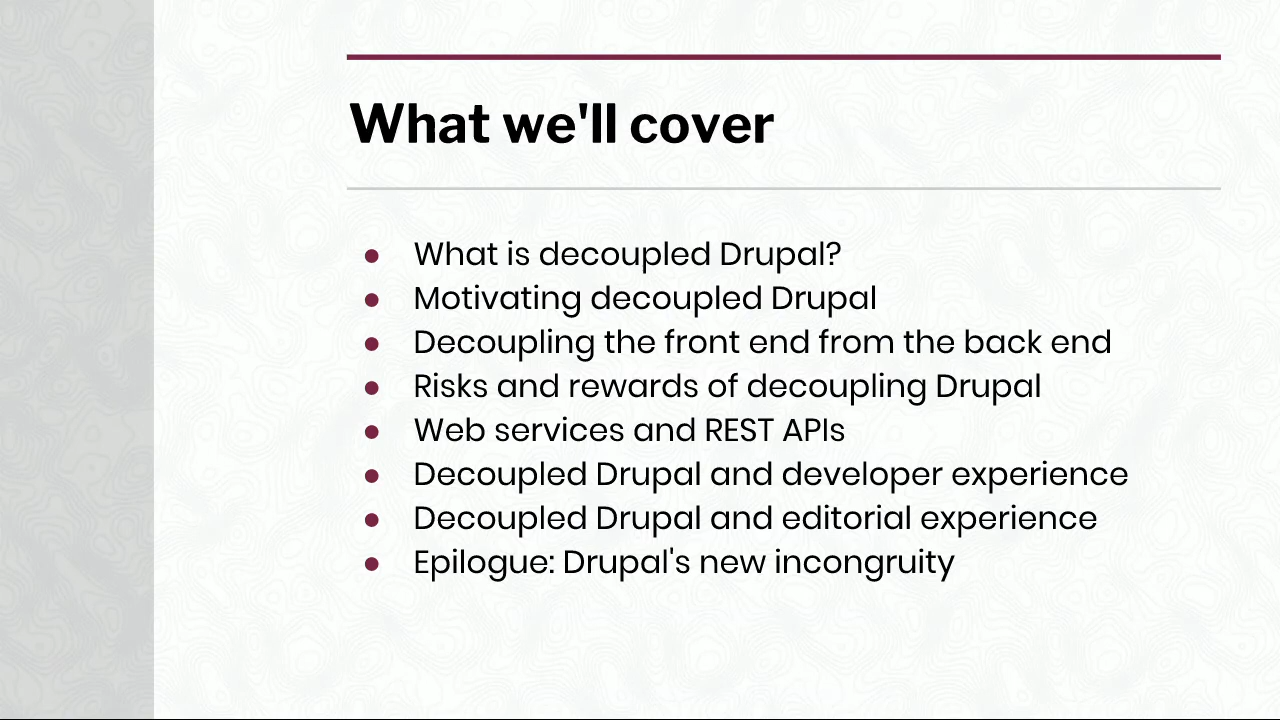 What we'll cover
● What is decoupled Drupal?
● Motivating decoupled Drupal
● Decoupling the front end from the back end
● Risks and rewards of decoupling Drupal
● Web services and REST APIs
● Decoupled Drupal and developer experience
● Decoupled Drupal and editorial experience
● Epilogue: Drupal's new incongruity